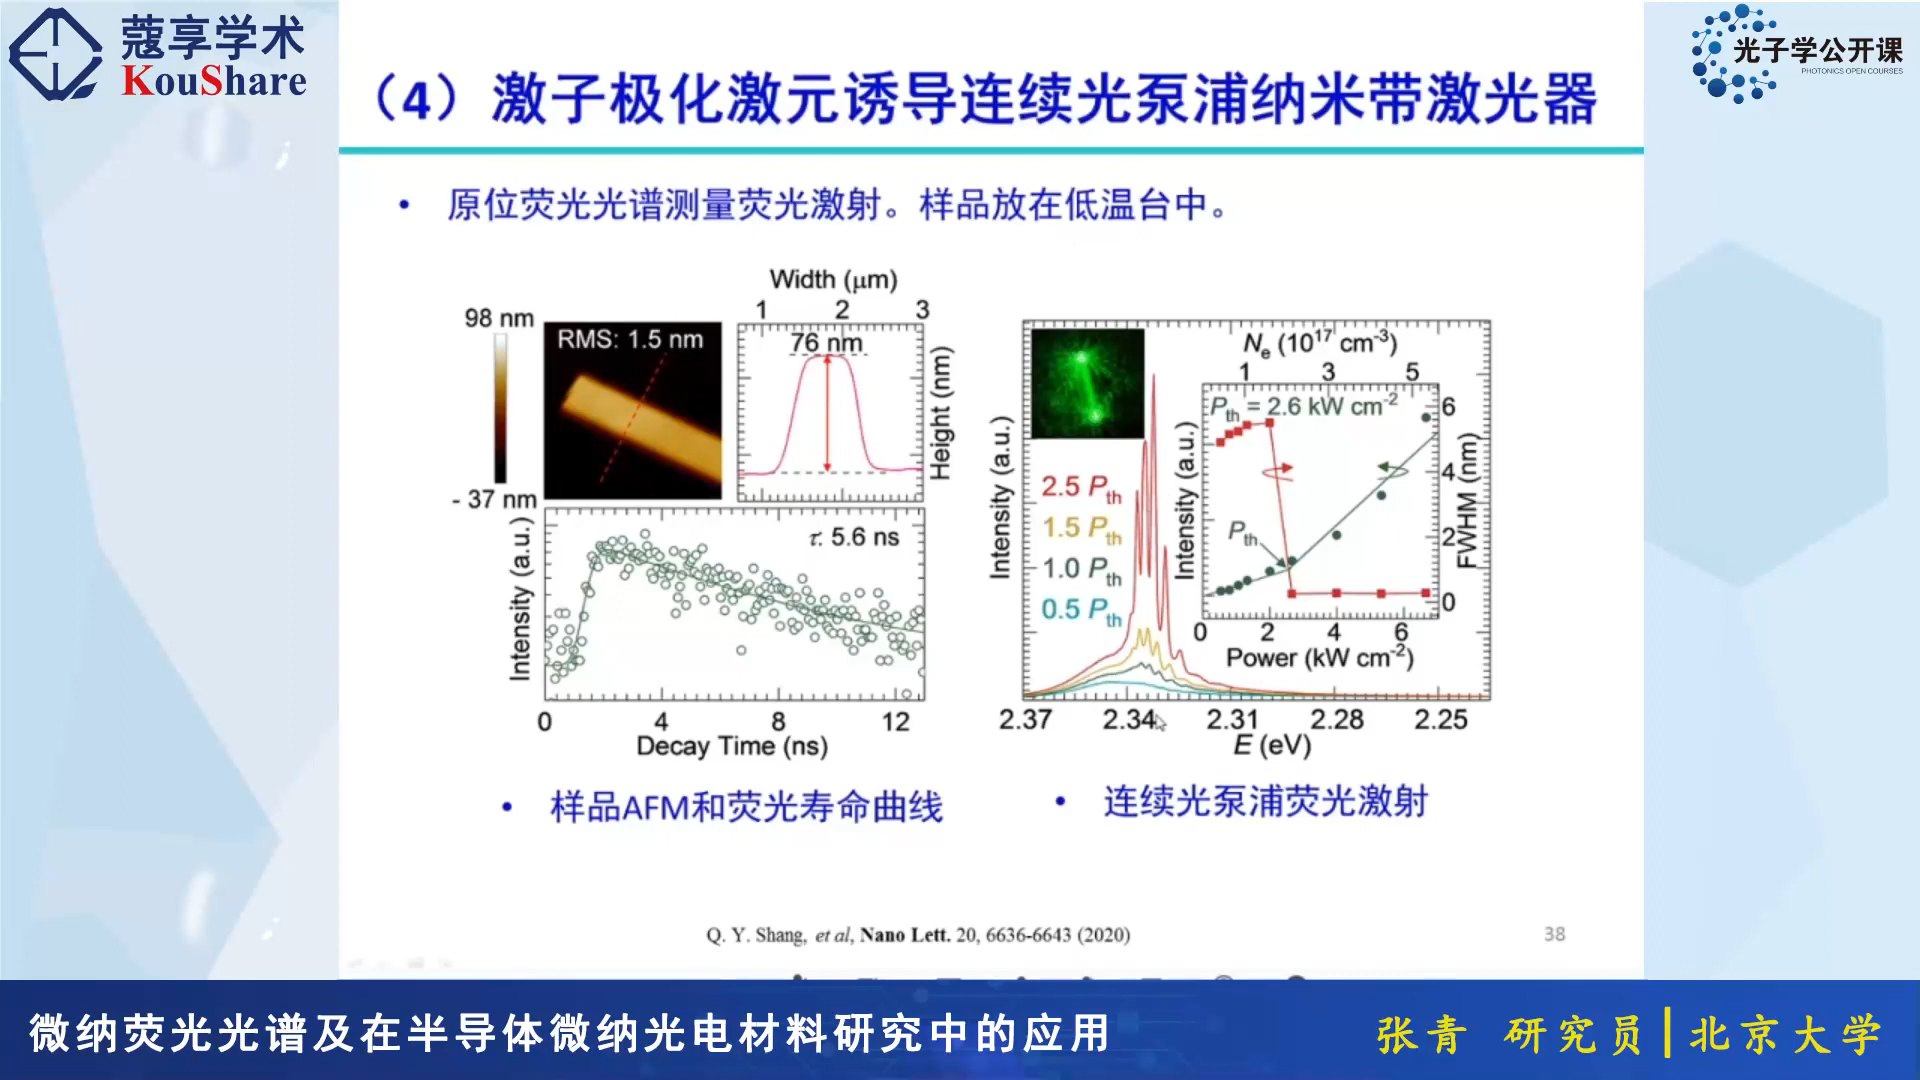 蔻享学术
KouShare
光子学公开课
PHOTONICS OPEN COURSES
（4）激子极化激元诱导连续光泵浦纳米带激光器
• 原位荧光光谱测量荧光激射。样品放在低温台中。
98 nm
- 37 nm
RMS: 1.5 nm
Width (μm)
1 2 3
76 nm
Height (nm)
Intensity (a.u.)
τ: 5.6 ns
0 4 8 12
Decay Time (ns)
Intensity (a.u.)
2.5 Pth
1.5 Pth
1.0 Pth
0.5 Pth
Ne (10¹⁷ cm⁻³)
1 3 5
Pth = 2.6 kW cm⁻²
Intensity (a.u.)
Pth
6
4
2
0
FWHM (nm)
0 2 4 6
Power (kW cm⁻²)
2.37 2.34 2.31 2.28 2.25
E (eV)
• 样品AFM和荧光寿命曲线
• 连续光泵浦荧光激射
Q. Y. Shang, et al, Nano Lett. 20, 6636-6643 (2020)
38
微纳荧光光谱及在半导体微纳光电材料研究中的应用
张青 研究员|北京大学